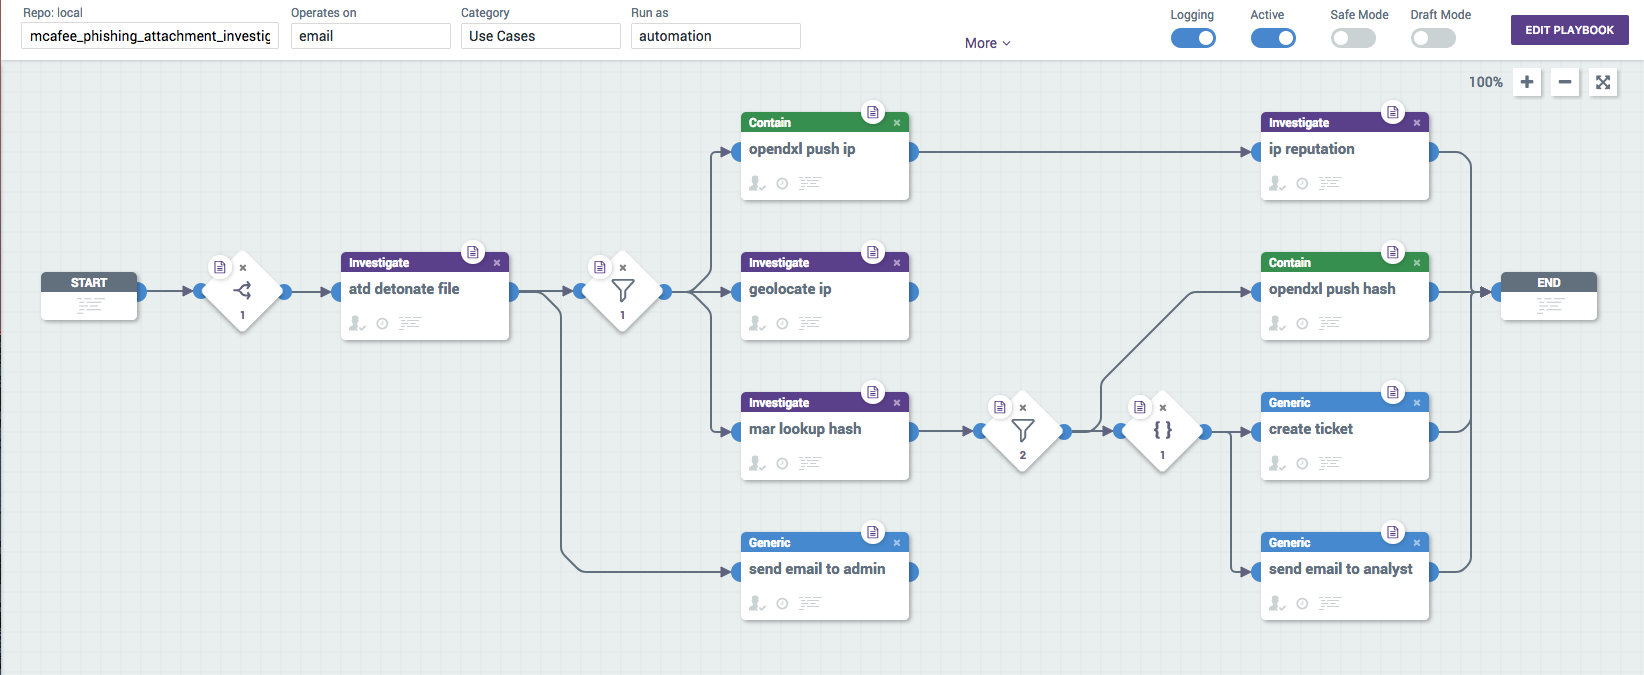 Repo: local
Operates on
Category
Run as
mcafee_phishing_attachment_investig
email
Use Cases
automation
More
Logging
Active
Safe Mode
Draft Mode
EDIT PLAYBOOK
100%
START
1
Investigate
atd detonate file
1
Contain
opendxl push ip
Investigate
geolocate ip
Investigate
mar lookup hash
Generic
send email to admin
2
{ }
1
Investigate
ip reputation
Contain
opendxl push hash
Generic
create ticket
Generic
send email to analyst
END